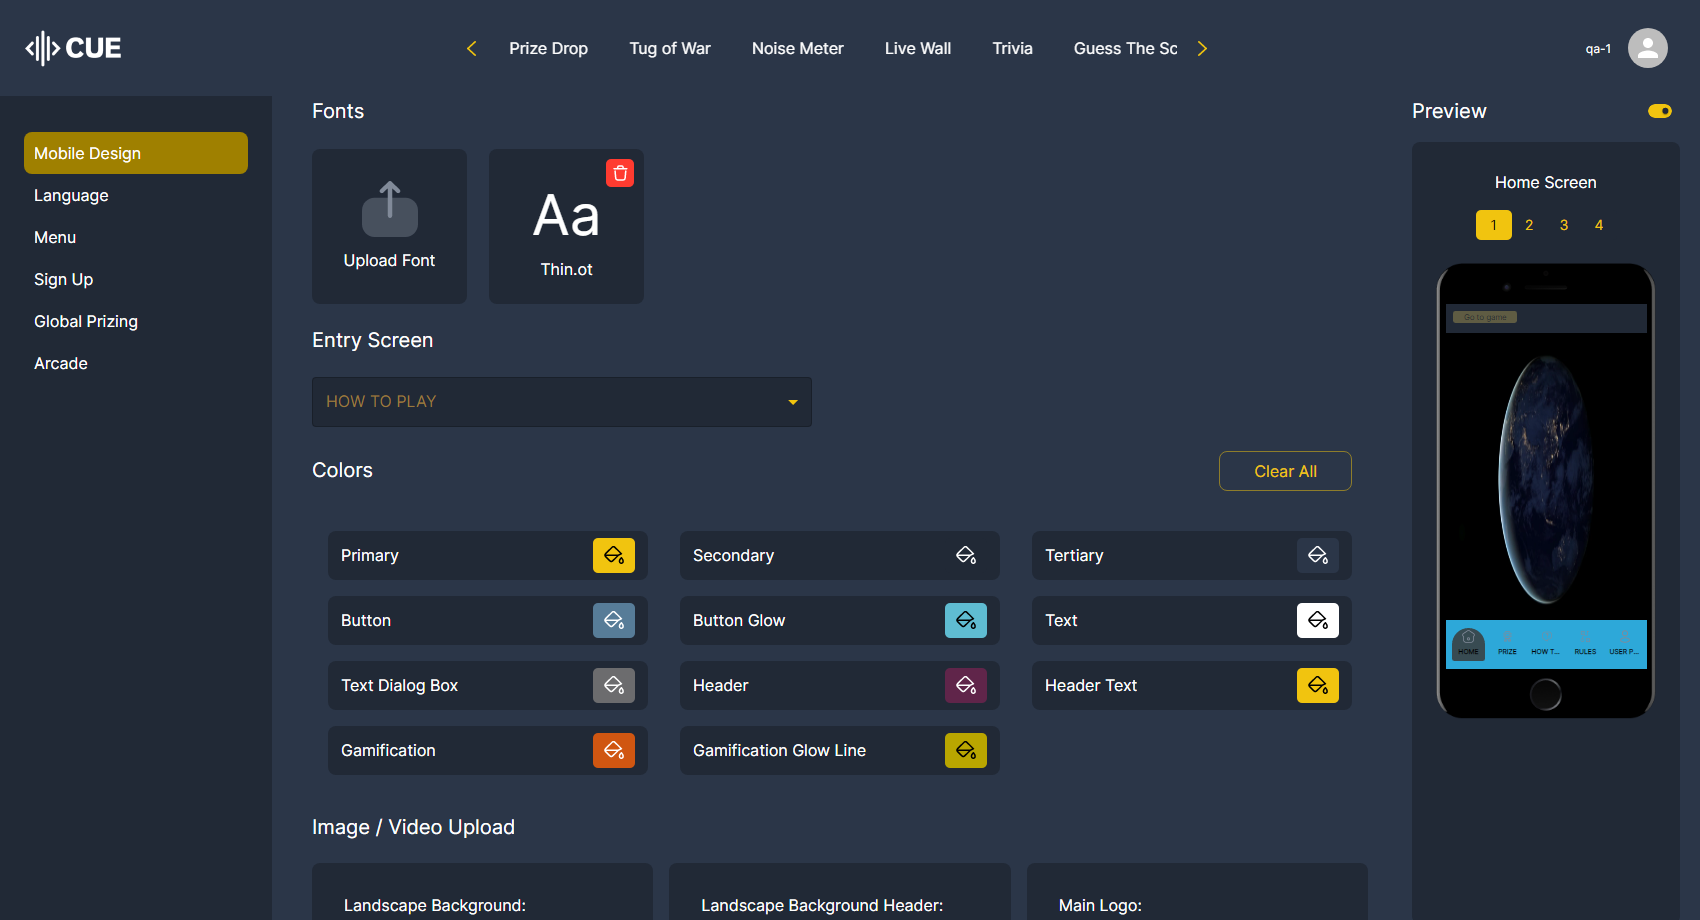 CUE
Prize Drop
Tug of War
Noise Meter
Live Wall
Trivia
Guess The Sc
qa-1
Mobile Design
Language
Menu
Sign Up
Global Prizing
Arcade
Fonts
Upload Font
Aa
Thin.ot
Entry Screen
HOW TO PLAY
Colors
Clear All
Primary
Secondary
Tertiary
Button
Button Glow
Text
Text Dialog Box
Header
Header Text
Gamification
Gamification Glow Line
Image / Video Upload
Landscape Background:
Landscape Background Header:
Main Logo:
Preview
Home Screen
1 2 3 4
Go to game
HOME PRIZE HOW T... RULES USER P...